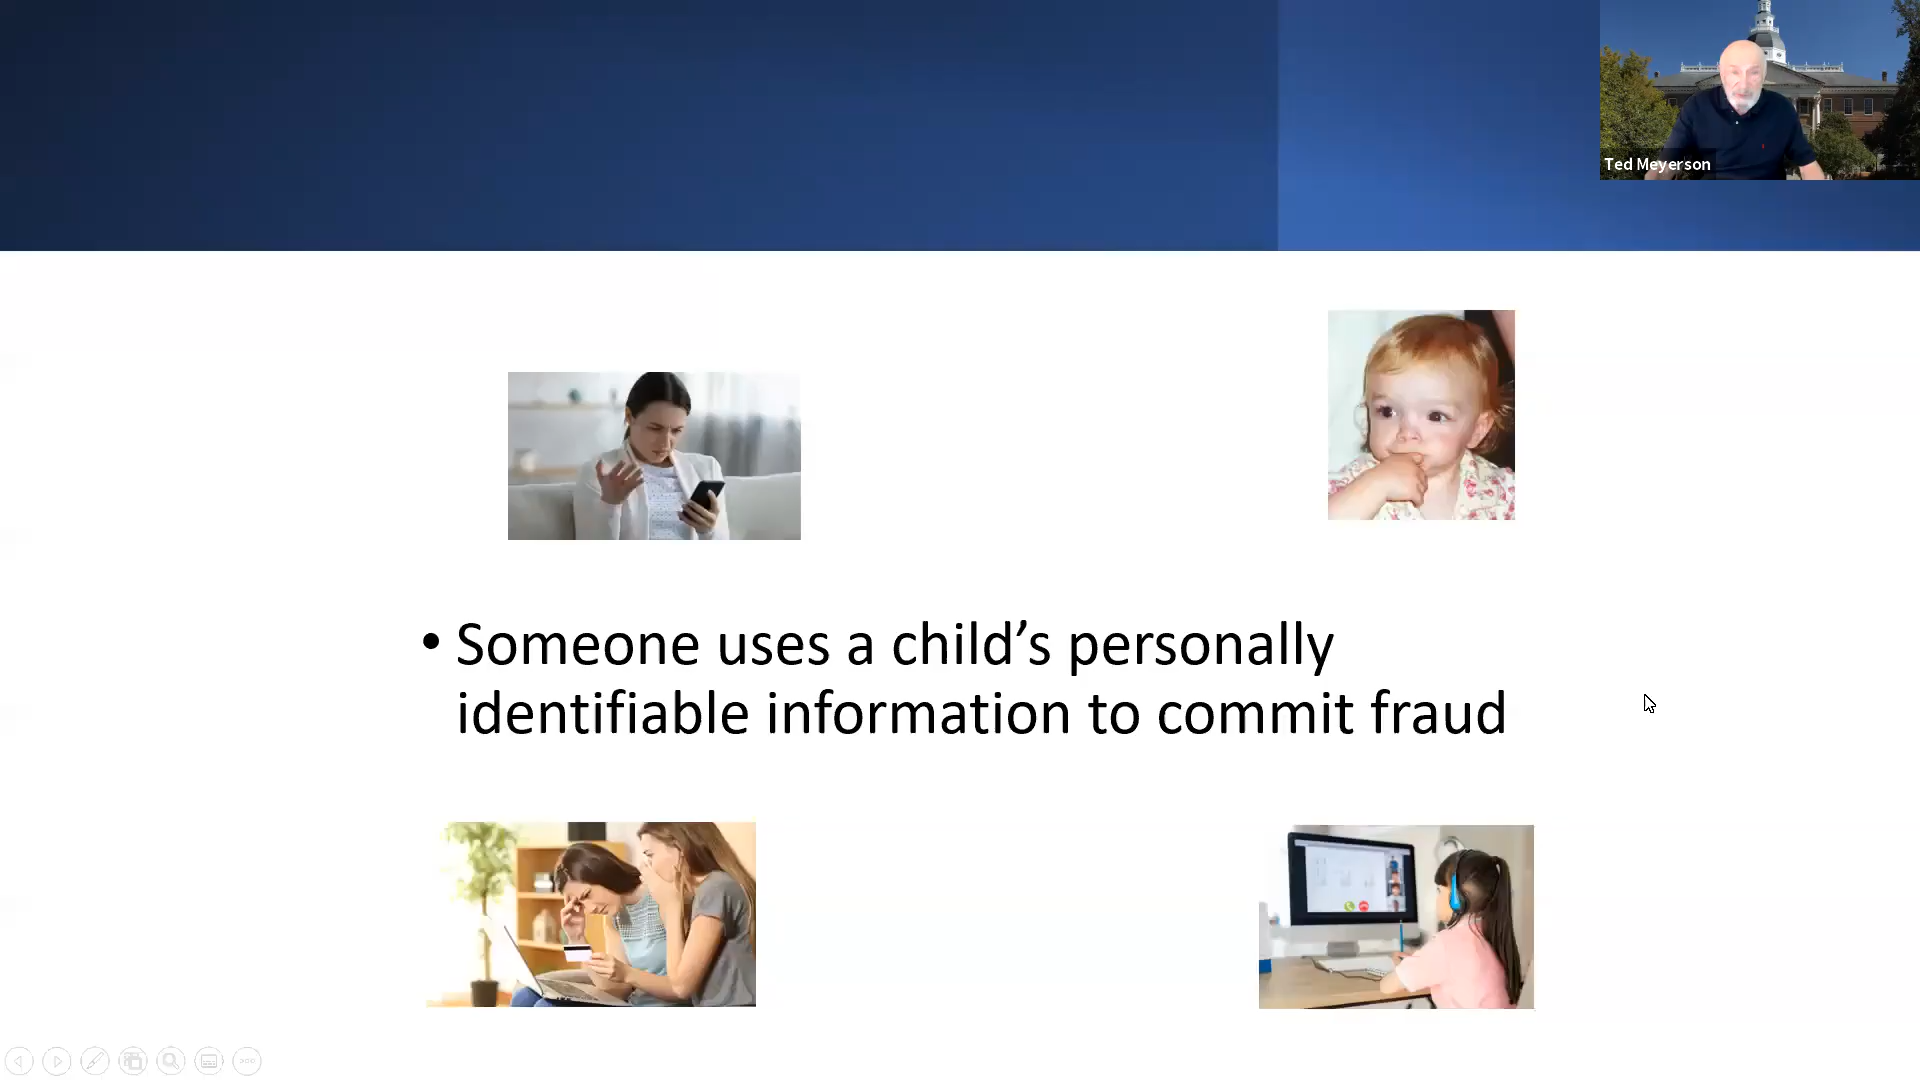 Ted Meyerson
• Someone uses a child’s personally
identifiable information to commit fraud